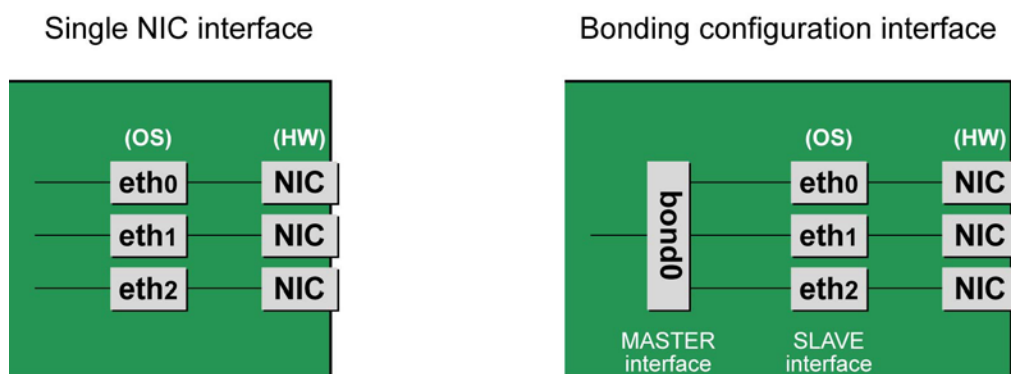 Single NIC interface
(OS) (HW)
eth0 NIC
eth1 NIC
eth2 NIC
Bonding configuration interface
(OS) (HW)
bond0
eth0 NIC
eth1 NIC
eth2 NIC
MASTER
interface
SLAVE
interface